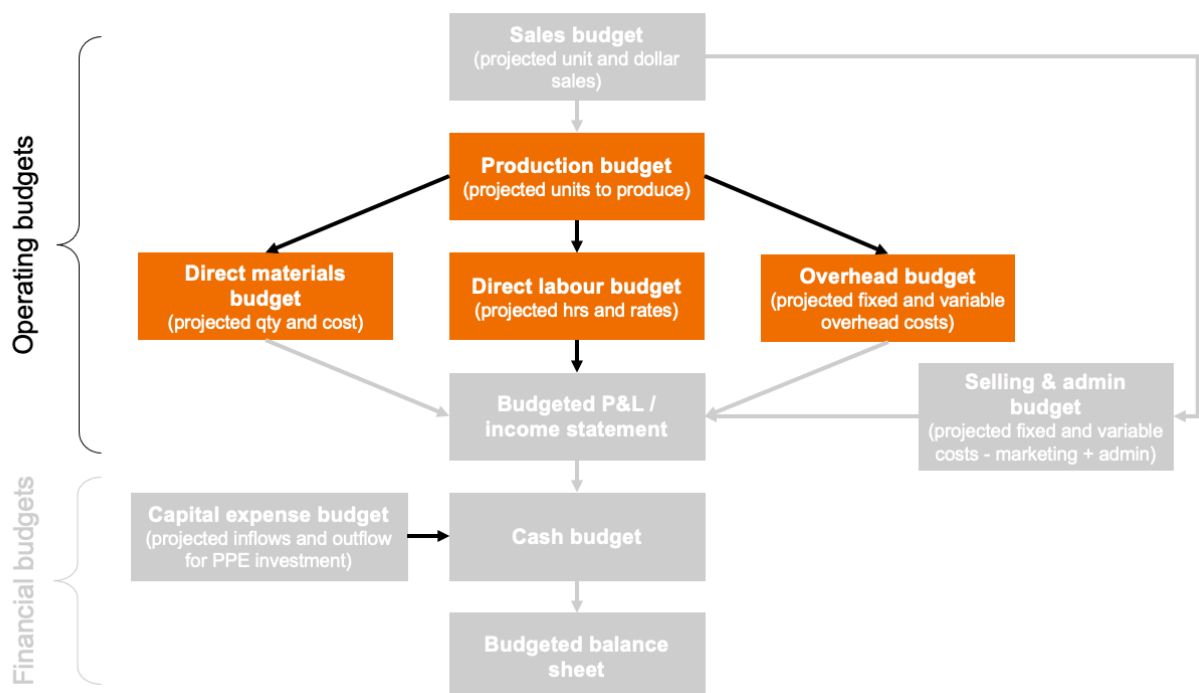 Operating budgets
Sales budget
(projected unit and dollar
sales)
Production budget
(projected units to produce)
Direct materials
budget
(projected qty and cost)
Direct labour budget
(projected hrs and rates)
Overhead budget
(projected fixed and variable
overhead costs)
Budgeted P&L /
income statement
Selling & admin
budget
(projected fixed and variable
costs - marketing + admin)
Financial budgets
Capital expense budget
(projected inflows and outflow
for PPE investment)
Cash budget
Budgeted balance
sheet